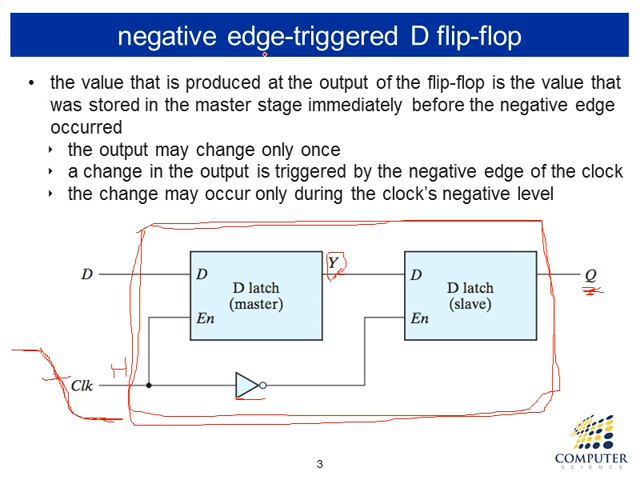 negative edge-triggered D flip-flop
• the value that is produced at the output of the flip-flop is the value that
was stored in the master stage immediately before the negative edge
occurred
‣ the output may change only once
‣ a change in the output is triggered by the negative edge of the clock
‣ the change may occur only during the clock's negative level
D
D
D latch
(master)
En
Y
D
D latch
(slave)
En
Q
H
Clk
3
COMPUTER
SCIENCE